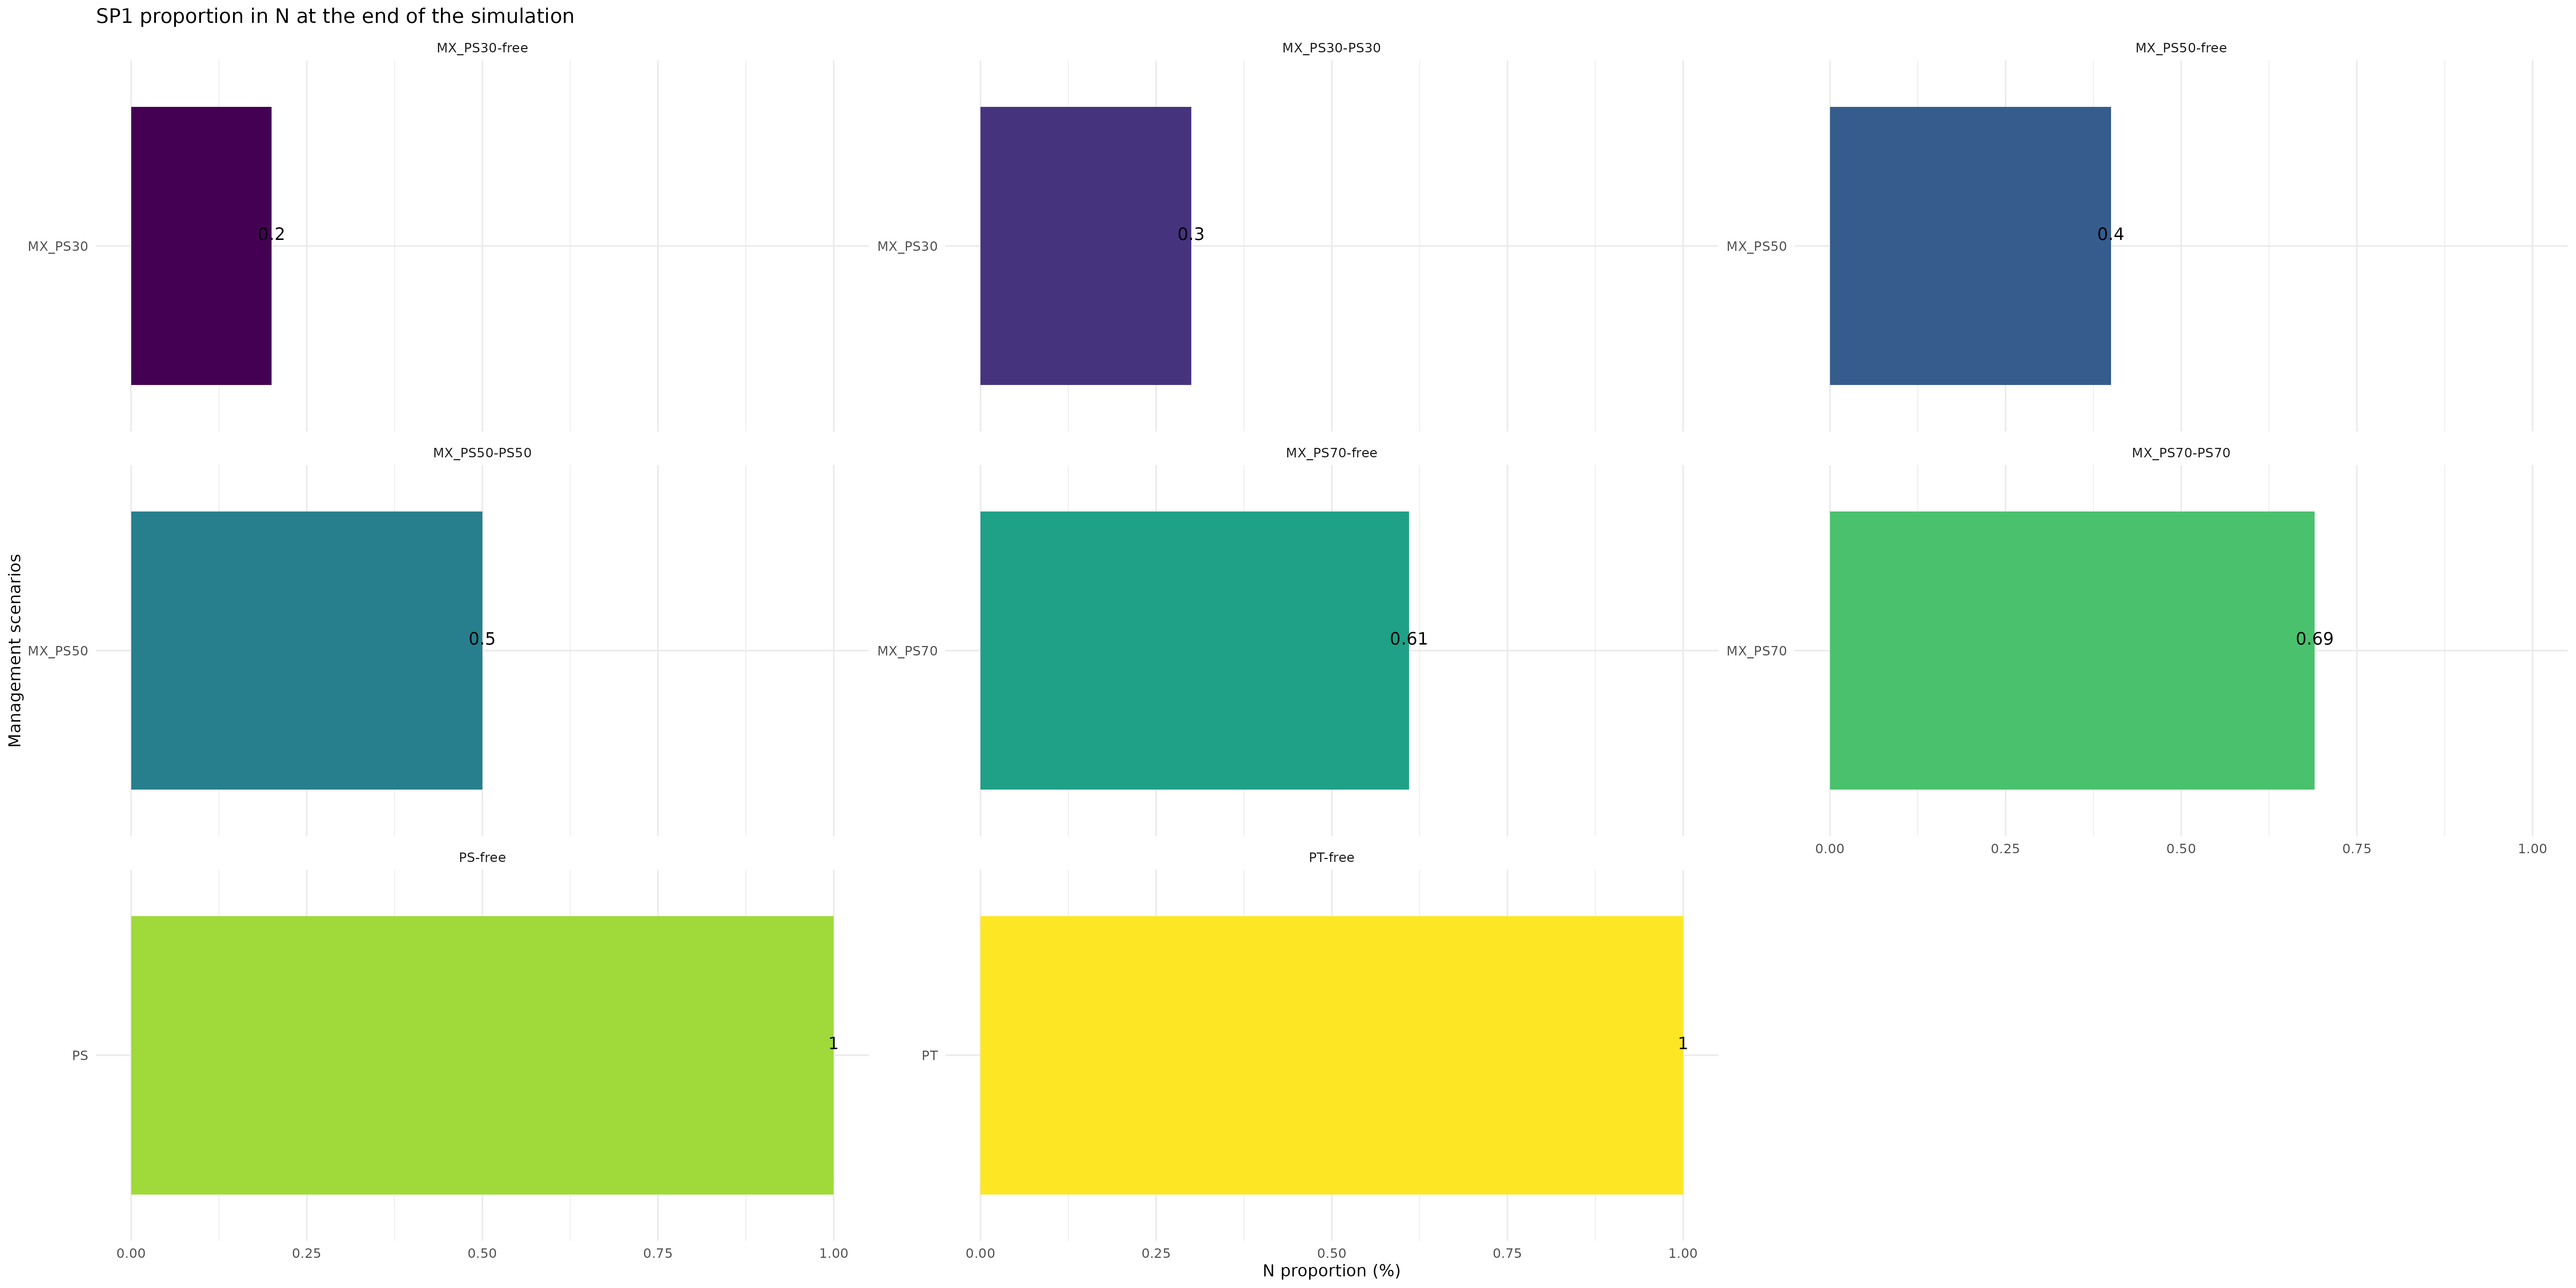 SP1 proportion in N at the end of the simulation
MX_PS30-free
MX_PS30-PS30
MX_PS50-free
MX_PS30
0.2
MX_PS30
0.3
MX_PS50
0.4
MX_PS50-PS50
MX_PS70-free
MX_PS70-PS70
Management scenarios
MX_PS50
0.5
MX_PS70
0.61
MX_PS70
0.69
0.00 0.25 0.50 0.75 1.00
PS-free
PT-free
PS
1
PT
1
0.00 0.25 0.50 0.75 1.00
0.00 0.25 0.50 0.75 1.00
N proportion (%)